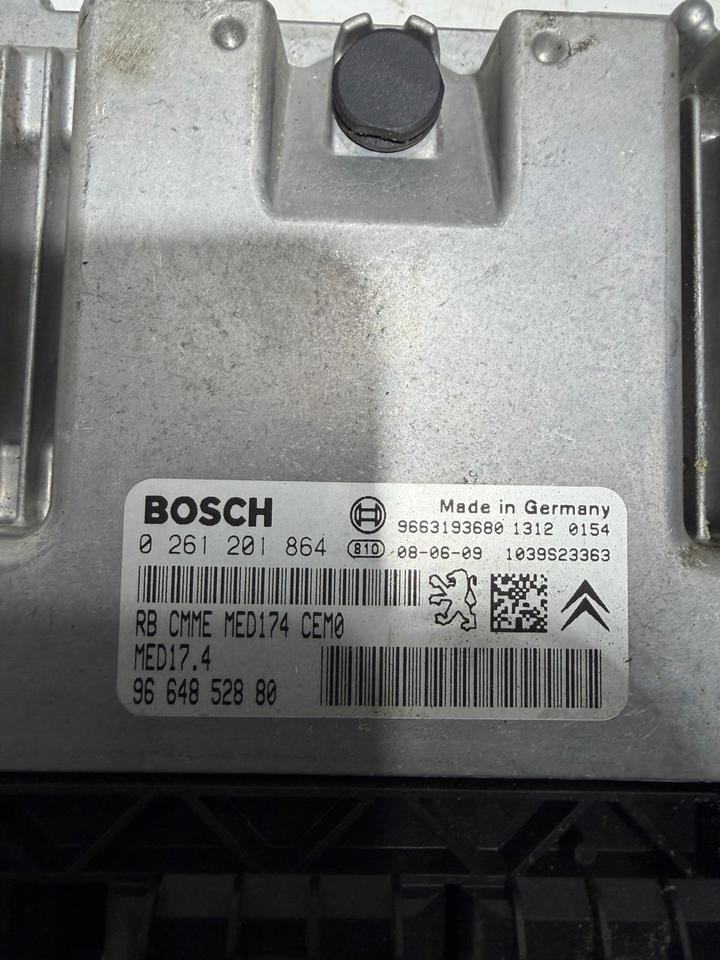 BOSCH
Made in Germany
9663193680 1312 0154
0 261 201 864 810 08-06-09 1039S23363
RB CMME MED174 CEM0
MED17.4
96 648 528 80